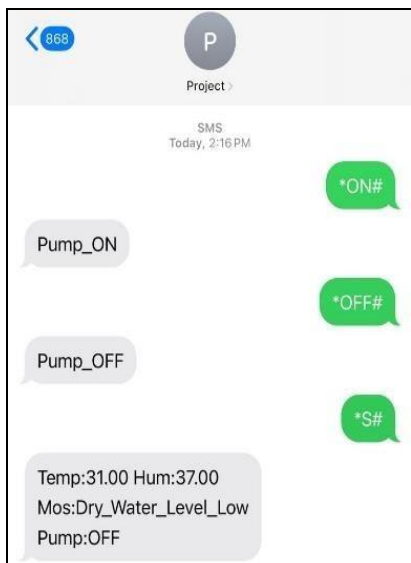 868
P
Project
SMS
Today, 2:16 PM
*ON#
Pump_ON
*OFF#
Pump_OFF
*S#
Temp:31.00 Hum:37.00
Mos:Dry_Water_Level_Low
Pump:OFF